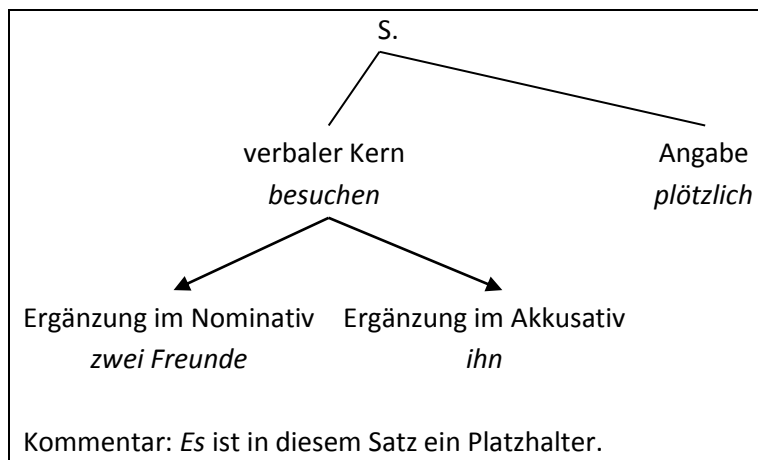 S.
verbaler Kern Angabe
besuchen plötzlich
Ergänzung im Nominativ Ergänzung im Akkusativ
zwei Freunde ihn
Kommentar: Es ist in diesem Satz ein Platzhalter.